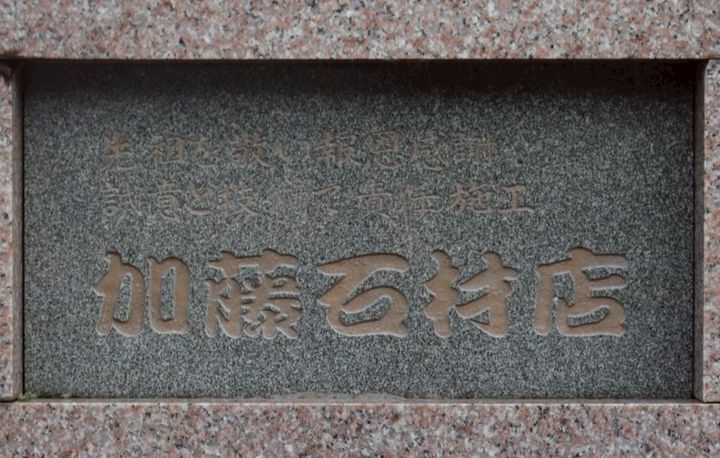 先祖を敬い報恩感謝
誠意と技術で責任施工
加藤石材店